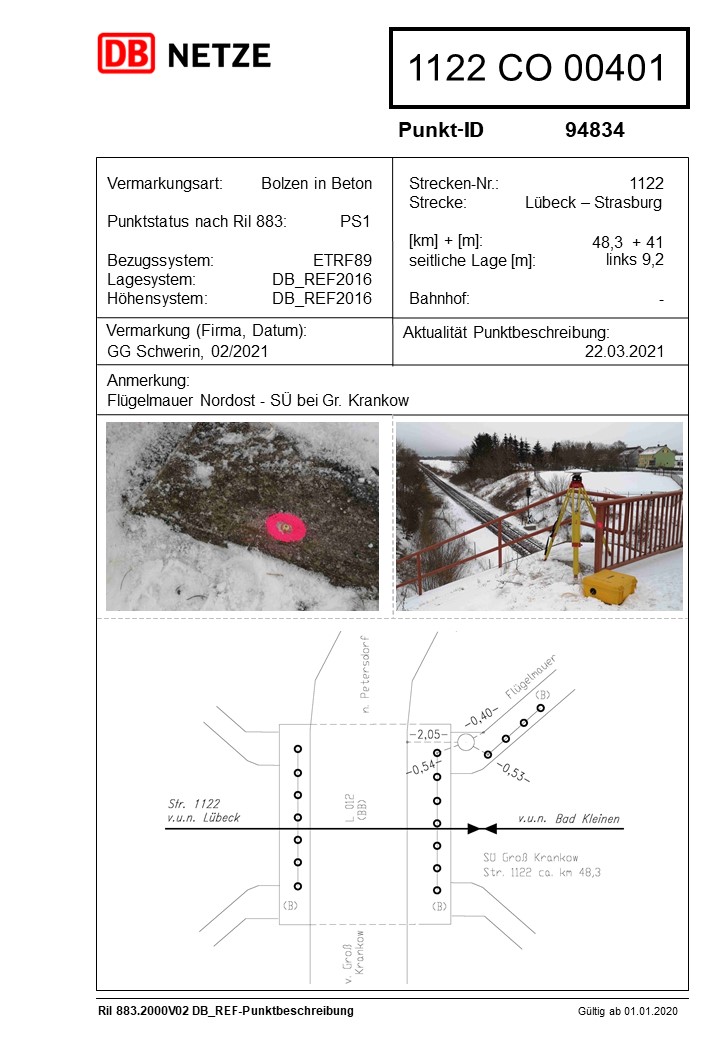 DB NETZE
1122 CO 00401
Punkt-ID 94834
Vermarkungsart: Bolzen in Beton
Punktstatus nach Ril 883: PS1
Bezugssystem: ETRF89
Lagesystem: DB_REF2016
Höhensystem: DB_REF2016
Strecken-Nr.: 1122
Strecke: Lübeck – Strasburg
[km] + [m]: 48,3 + 41
seitliche Lage [m]: links 9,2
Bahnhof: -
Vermarkung (Firma, Datum):
GG Schwerin, 02/2021
Aktualität Punktbeschreibung:
22.03.2021
Anmerkung:
Flügelmauer Nordost - SÜ bei Gr. Krankow
n. Petersdorf
Flügelmauer
(B)
-0,40-
-2,05-
-0,54-
-0,53-
Str. 1122
v.u.n. Lübeck
L 012
(BB)
v.u.n. Bad Kleinen
SÜ Groß Krankow
Str. 1122 ca. km 48,3
(B)
(B)
v. Groß
Krankow
Ril 883.2000V02 DB_REF-Punktbeschreibung
Gültig ab 01.01.2020